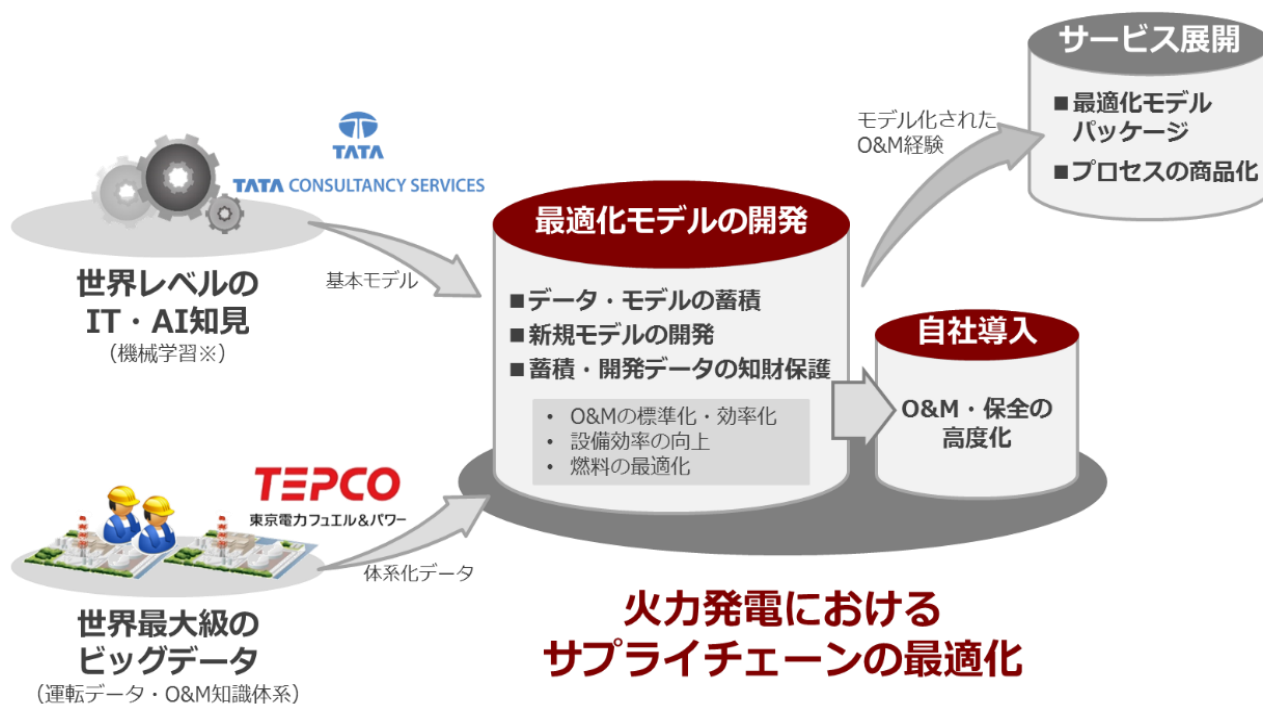 サービス展開
■最適化モデル
パッケージ
■プロセスの商品化
モデル化された
O&M経験
TATA
TATA CONSULTANCY SERVICES
基本モデル
世界レベルの
IT・AI知見
（機械学習※）
最適化モデルの開発
■データ・モデルの蓄積
■新規モデルの開発
■蓄積・開発データの知財保護
• O&Mの標準化・効率化
• 設備効率の向上
• 燃料の最適化
自社導入
O&M・保全の
高度化
TEPCO
東京電力フュエル&パワー
体系化データ
世界最大級の
ビッグデータ
（運転データ・O&M知識体系）
火力発電における
サプライチェーンの最適化